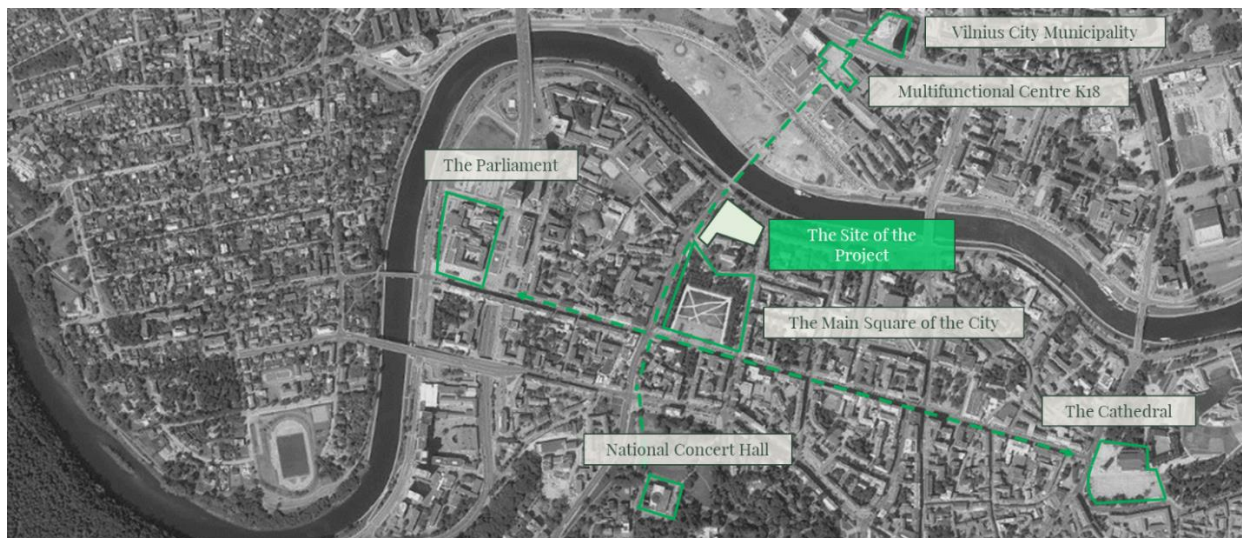 Vilnius City Municipality
Multifunctional Centre K18
The Parliament
The Site of the
Project
The Main Square of the City
The Cathedral
National Concert Hall